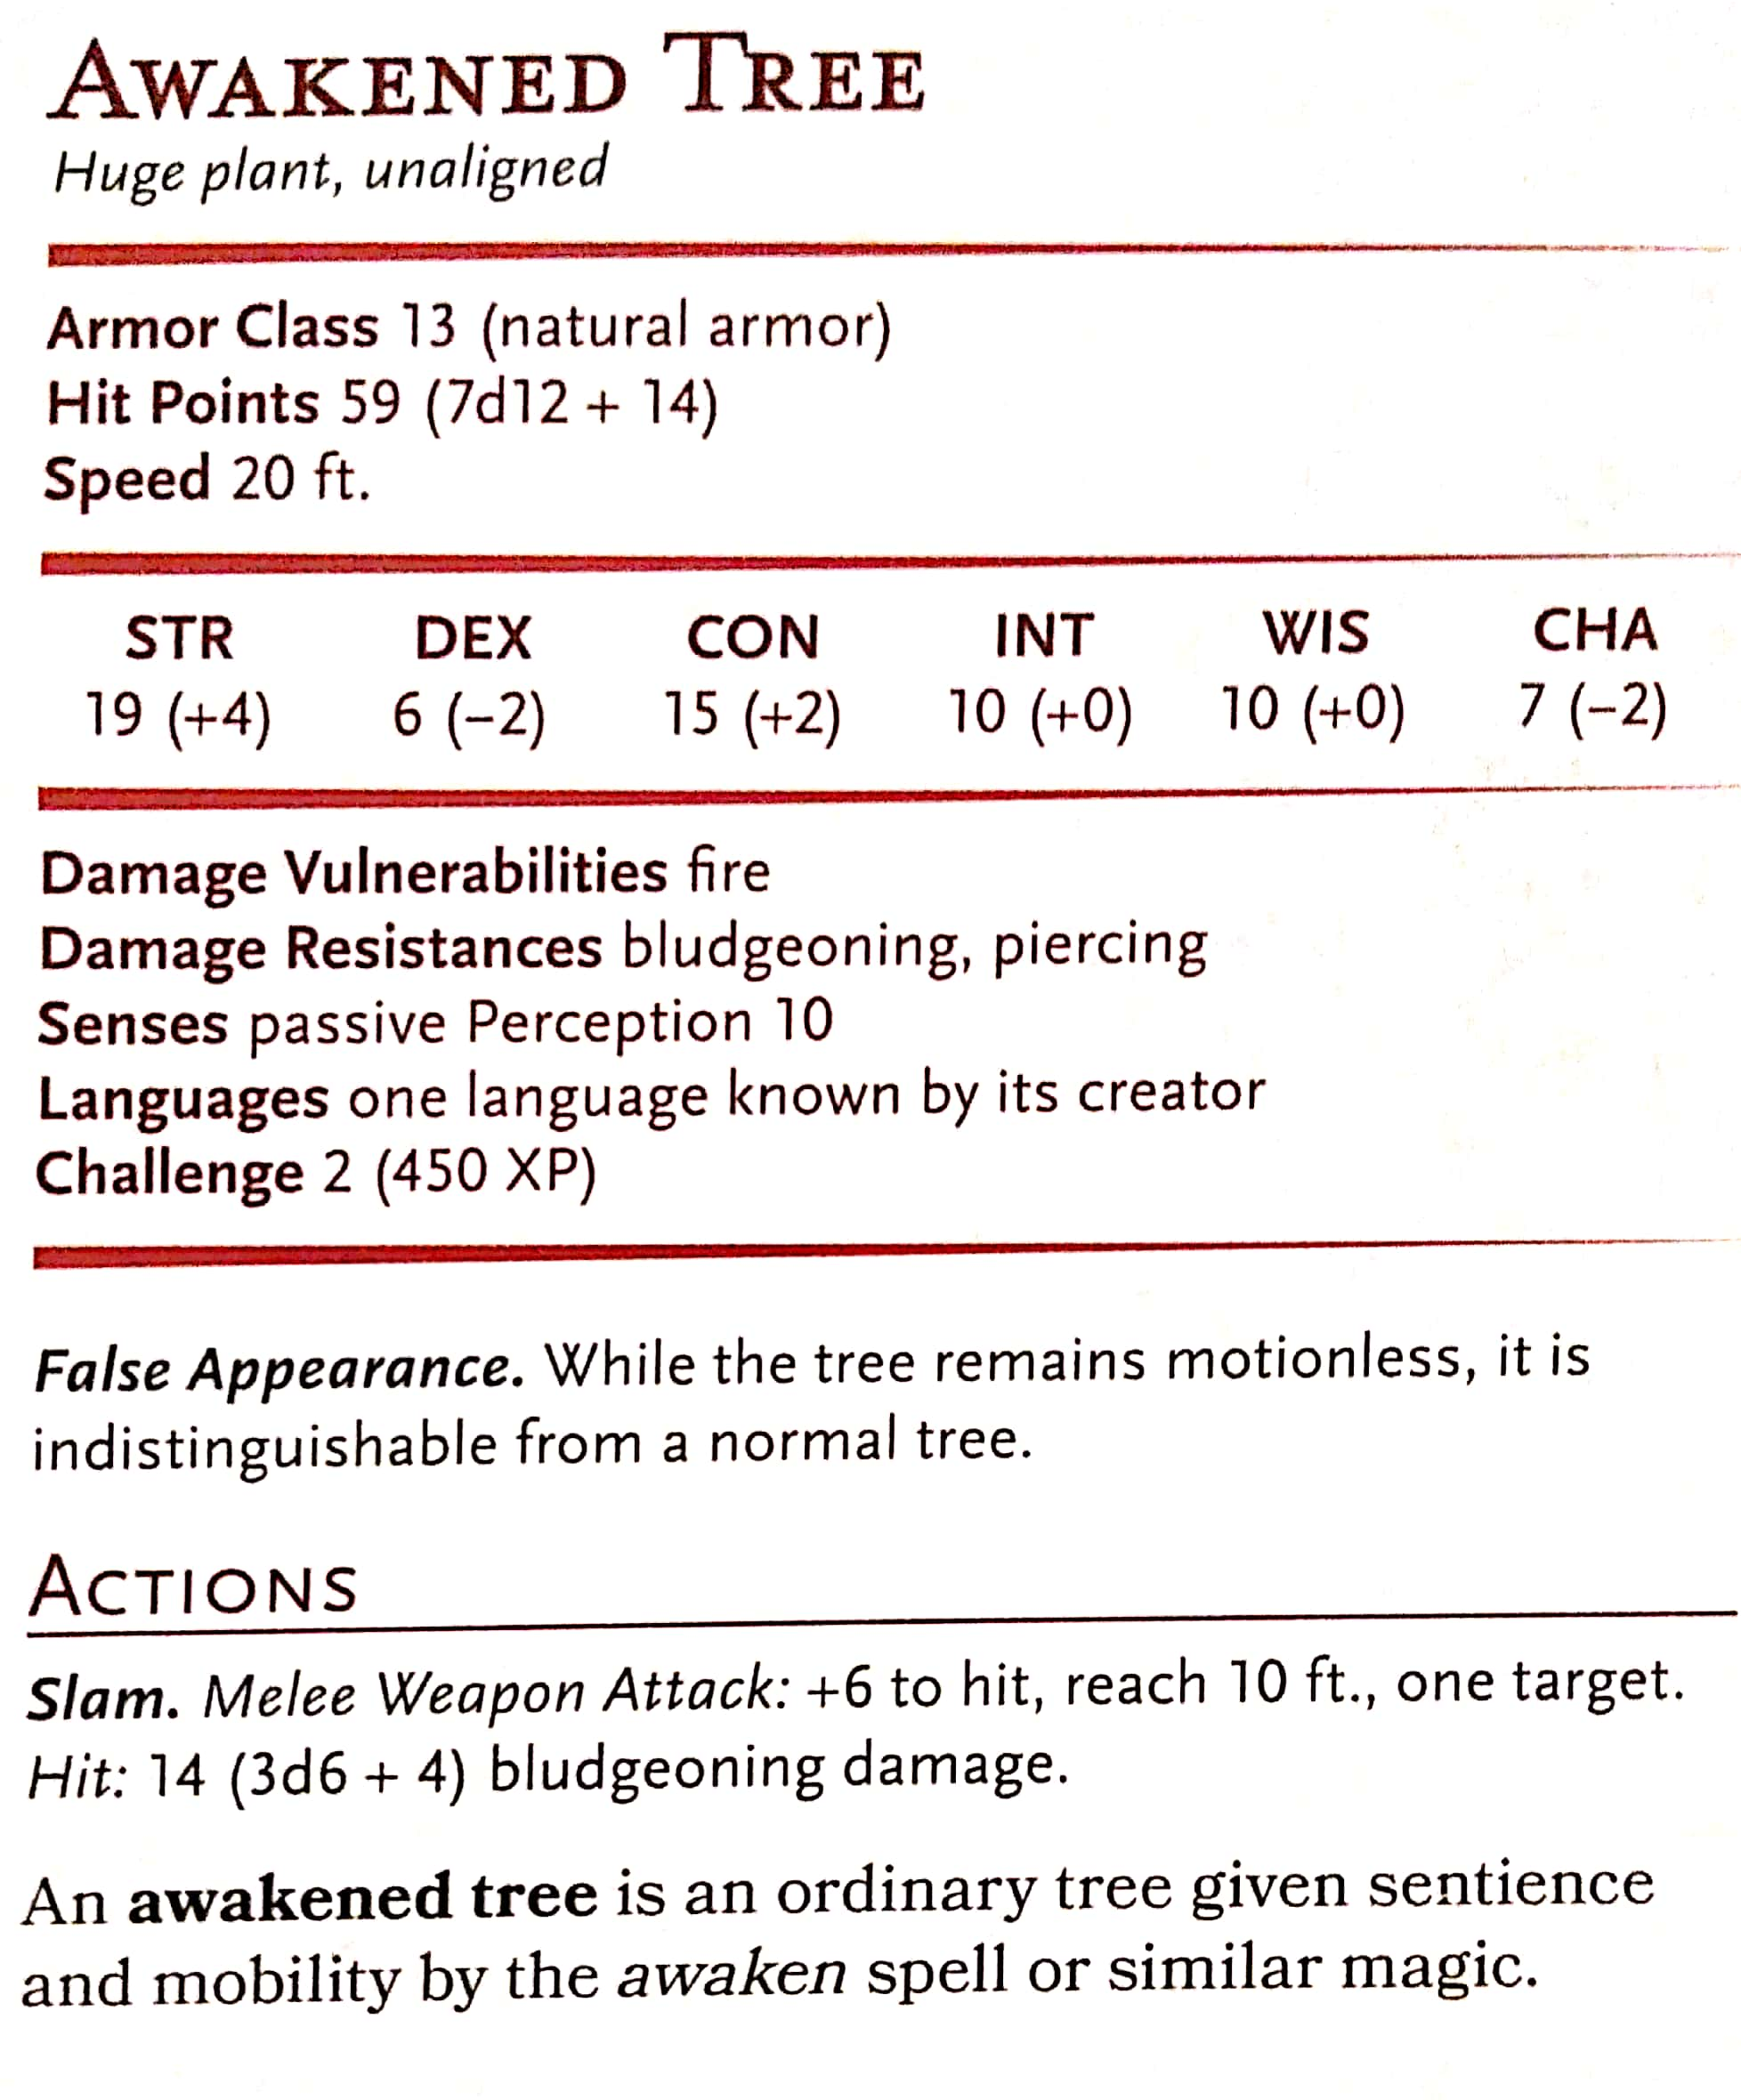 AWAKENED TREE
Huge plant, unaligned
Armor Class 13 (natural armor)
Hit Points 59 (7d12 + 14)
Speed 20 ft.
STR DEX CON INT WIS CHA
19 (+4) 6 (–2) 15 (+2) 10 (+0) 10 (+0) 7 (–2)
Damage Vulnerabilities fire
Damage Resistances bludgeoning, piercing
Senses passive Perception 10
Languages one language known by its creator
Challenge 2 (450 XP)
False Appearance. While the tree remains motionless, it is
indistinguishable from a normal tree.
ACTIONS
Slam. Melee Weapon Attack: +6 to hit, reach 10 ft., one target.
Hit: 14 (3d6 + 4) bludgeoning damage.
An awakened tree is an ordinary tree given sentience
and mobility by the awaken spell or similar magic.